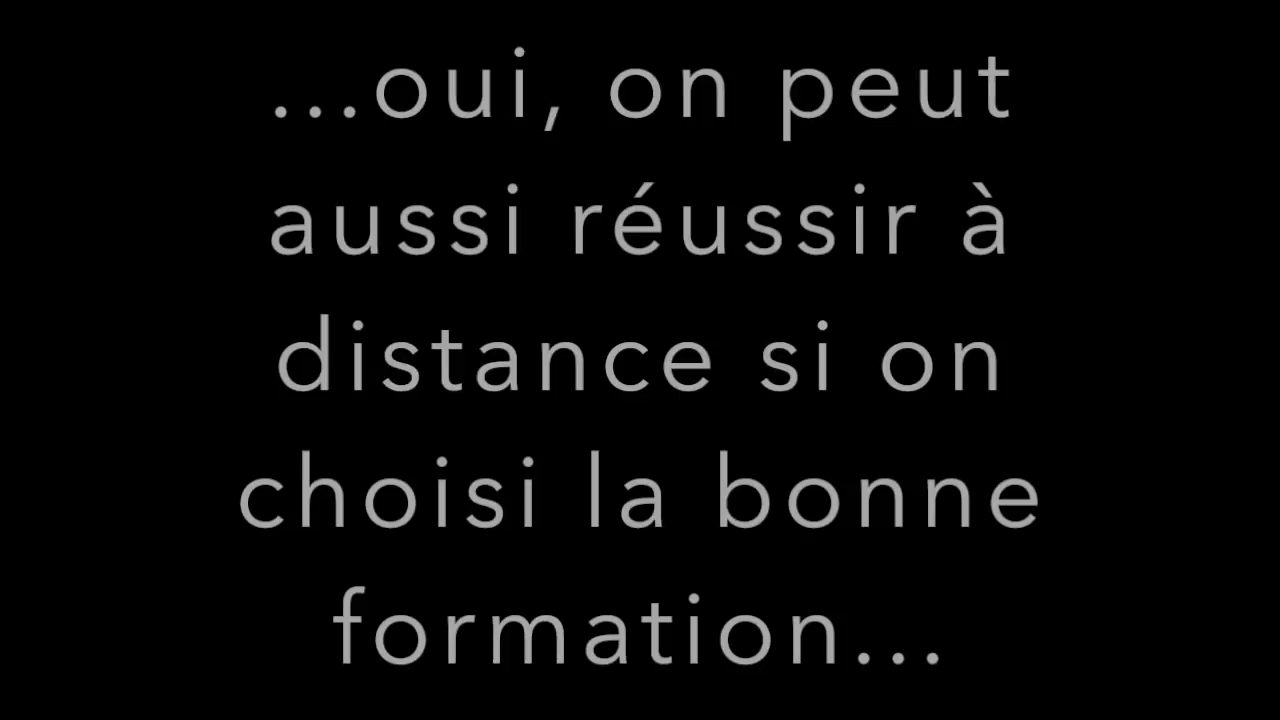 ...oui, on peut
aussi réussir à
distance si on
choisi la bonne
formation...